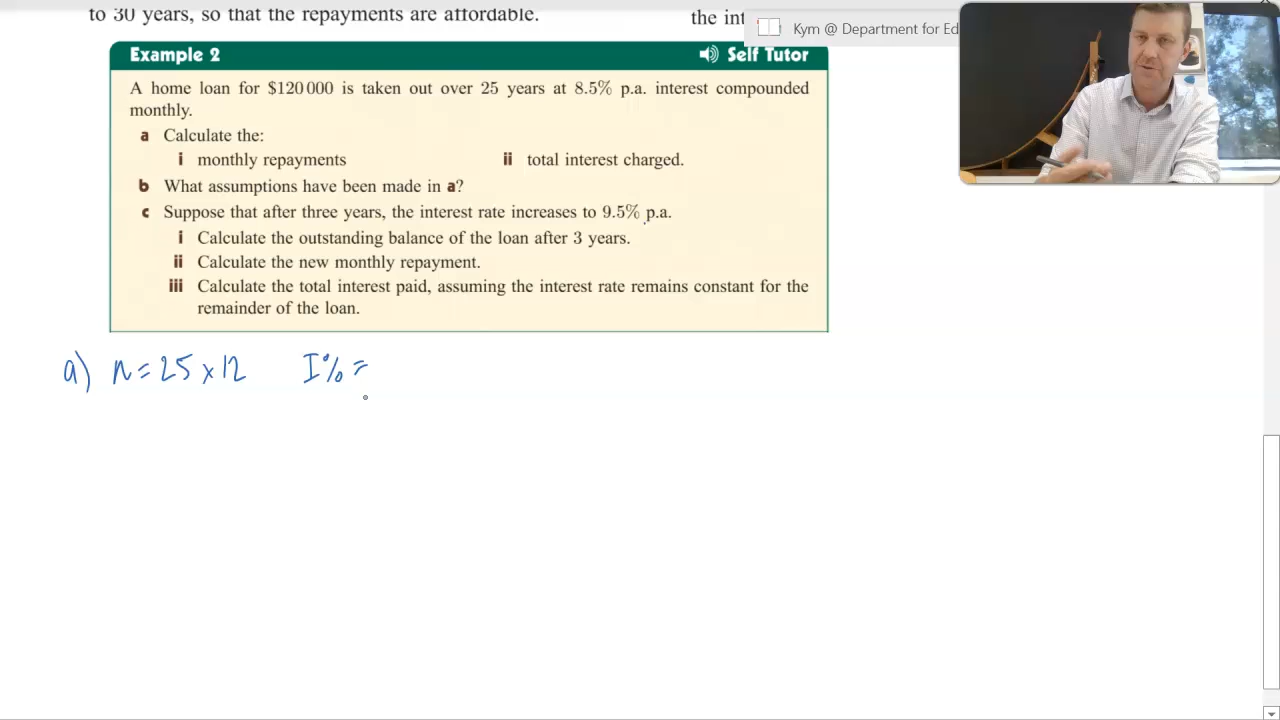 to 30 years, so that the repayments are affordable.
the int
Kym @ Department for Ed
Example 2
Self Tutor
A home loan for $120 000 is taken out over 25 years at 8.5% p.a. interest compounded
monthly.
a Calculate the:
i monthly repayments
ii total interest charged.
b What assumptions have been made in a?
c Suppose that after three years, the interest rate increases to 9.5% p.a.
i Calculate the outstanding balance of the loan after 3 years.
ii Calculate the new monthly repayment.
iii Calculate the total interest paid, assuming the interest rate remains constant for the
remainder of the loan.
a) n = 25 x 12 I% =